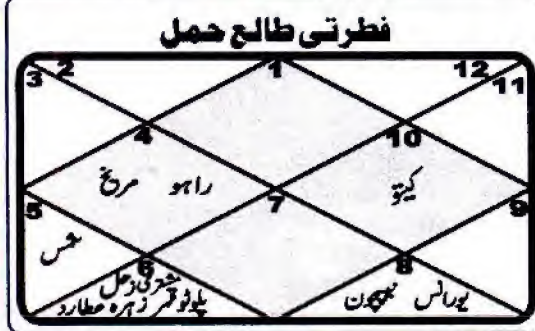 فطرتی طالع حمل
1
2
3
12
11
4
10
راہو مریخ
7
کیتو
5
9
شمس
6
8
مشتری زحل
پلوٹو قمر زہرہ عطارد
یورانس نیپچون